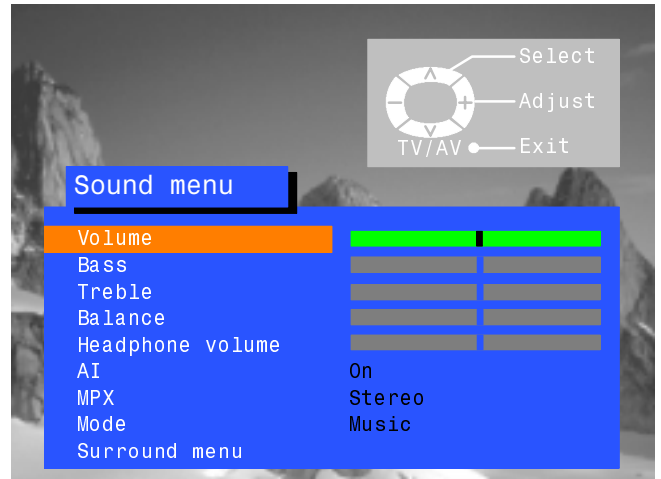 Select
Adjust
TV/AV Exit
Sound menu
Volume
Bass
Treble
Balance
Headphone volume
AI On
MPX Stereo
Mode Music
Surround menu